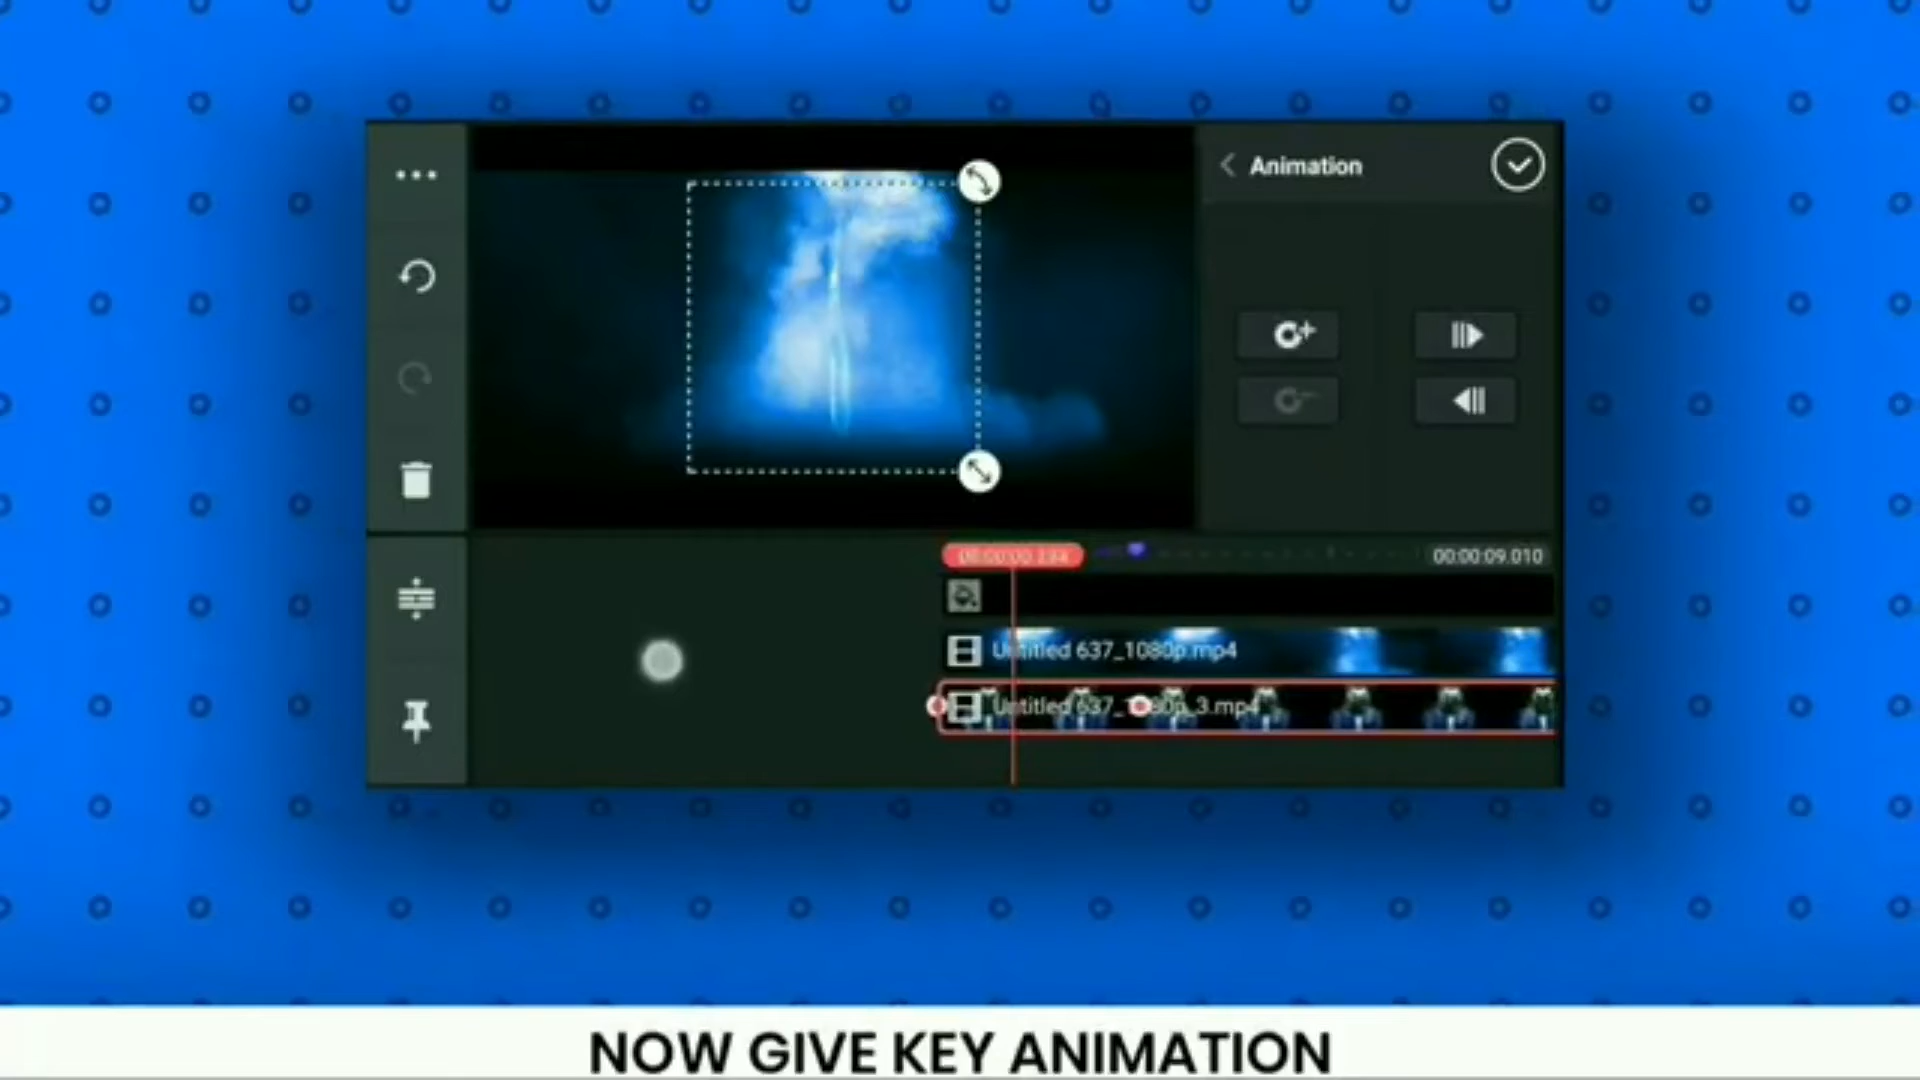 Animation
00:00:09.010
Untitled 637_1080p.mp4
Untitled 637_1080p_3.mp4
NOW GIVE KEY ANIMATION